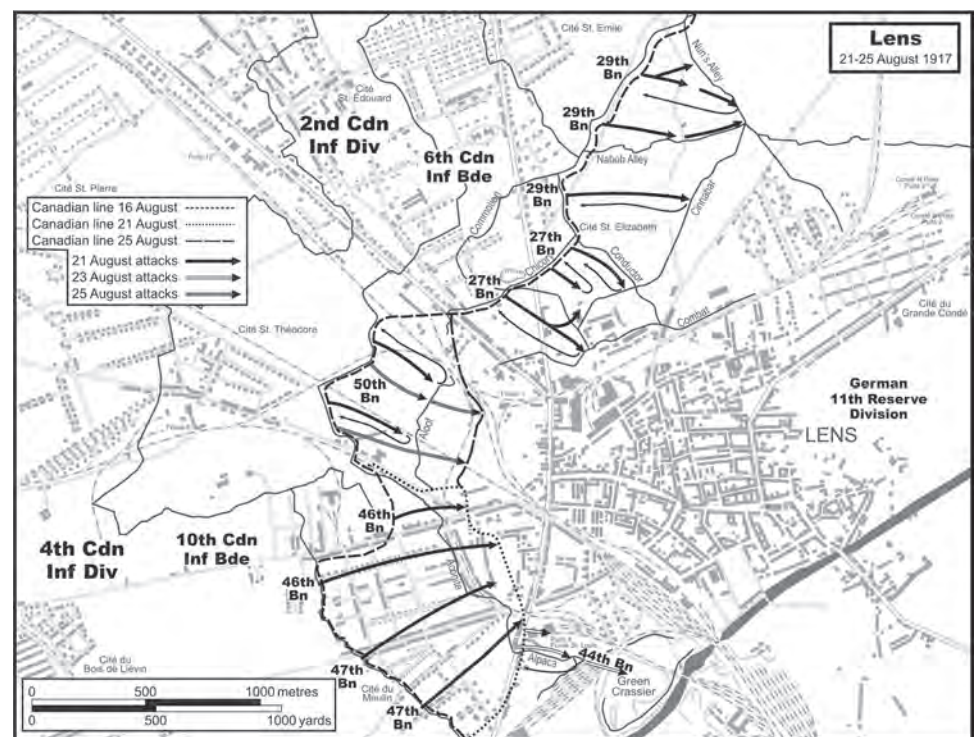 Lens
21-25 August 1917
Cité St. Emile
Nun's Alley
29th
Bn
Cité
St. Edouard
2nd Cdn
Inf Div
29th
Bn
6th Cdn
Inf Bde
Nabob Alley
Cité St. Pierre
29th
Bn
Commotion
Cinnabar
Canadian line 16 August
Canadian line 21 August
Canadian line 25 August
21 August attacks
23 August attacks
25 August attacks
Cité St. Elizabeth
27th
Bn
Conductor
27th
Bn
Combat
Cité du
Grande Condé
Cité St. Théodore
50th
Bn
Aloof
German
11th Reserve
Division
LENS
46th
Bn
4th Cdn
Inf Div
10th Cdn
Inf Bde
46th
Bn
Aconite
Cité du
Bois de Liévin
47th
Bn
Alpaca
44th Bn
Green
Crassier
Cité du
Moulin
47th
Bn
0 500 1000 metres
0 500 1000 yards